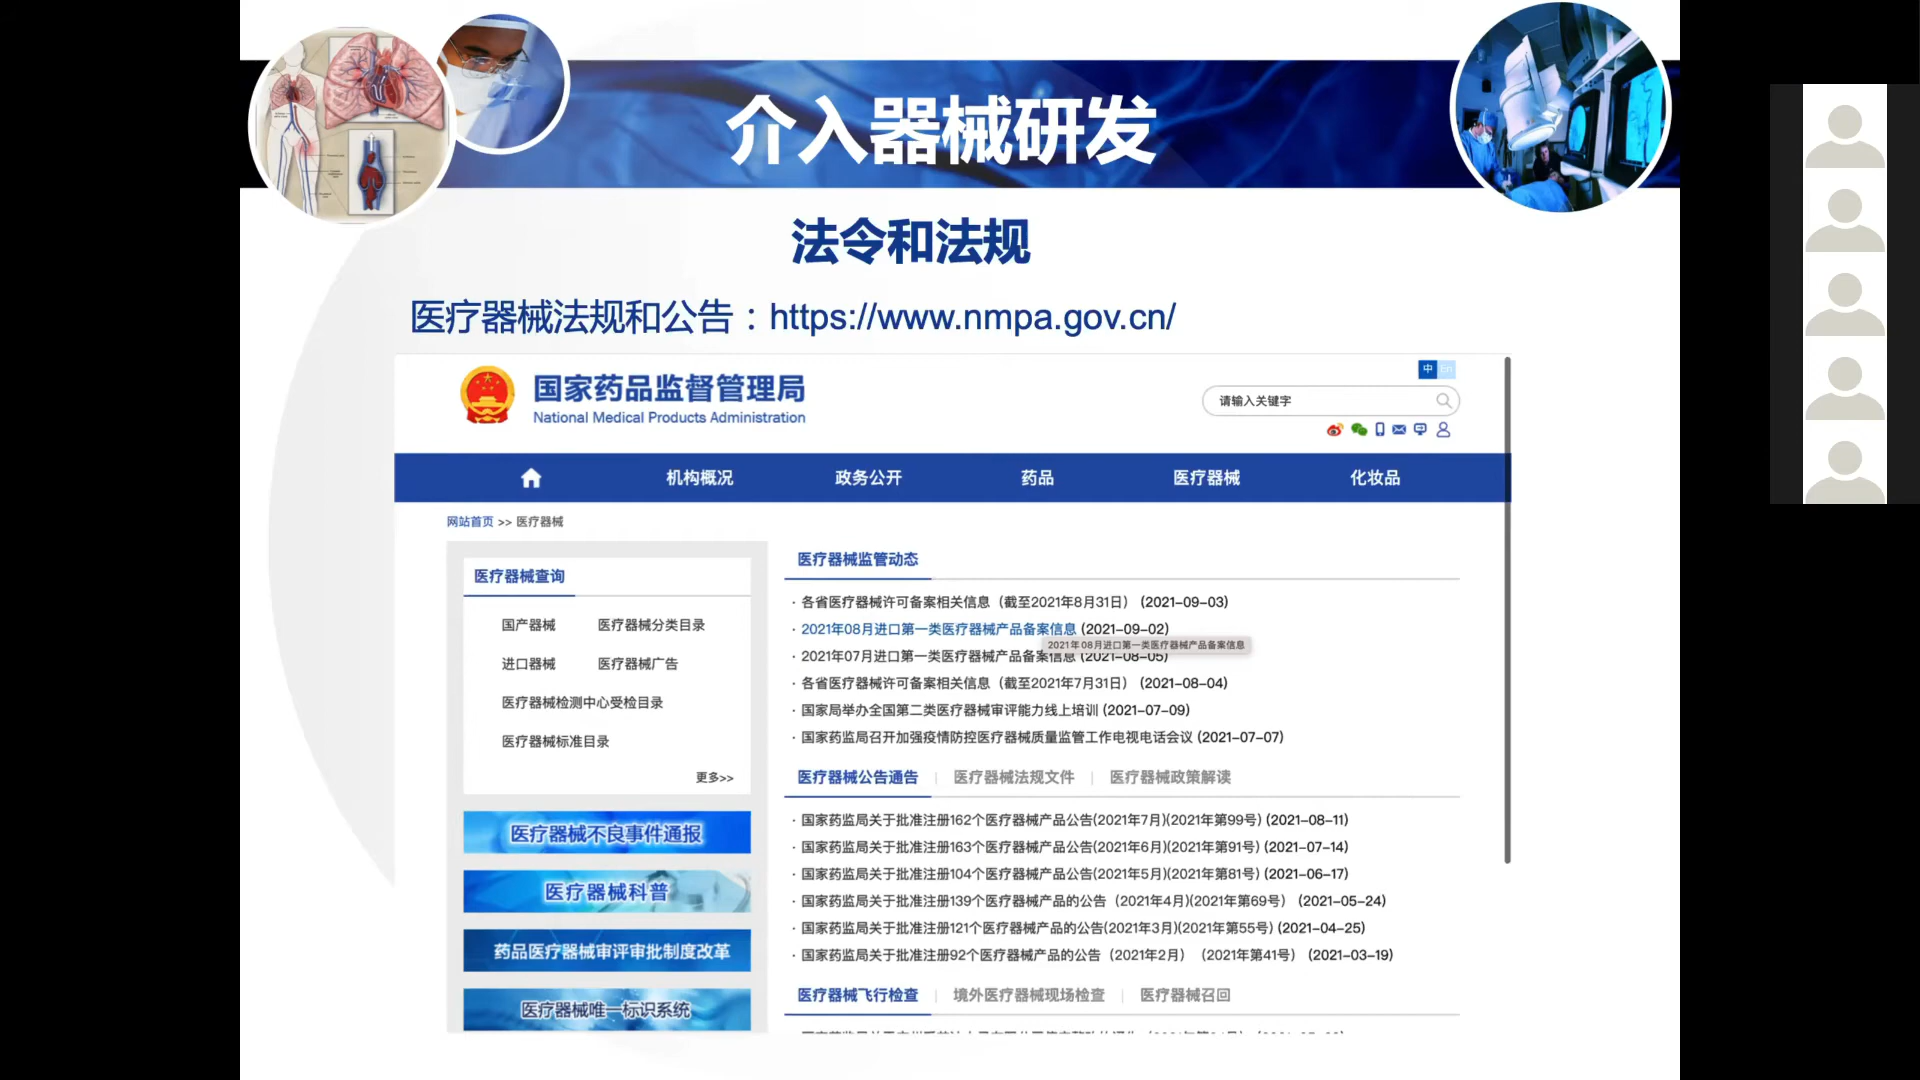 介入器械研发
法令和法规
医疗器械法规和公告：https://www.nmpa.gov.cn/
国家药品监督管理局
National Medical Products Administration
中 En
请输入关键字
机构概况 政务公开 药品 医疗器械 化妆品
网站首页 >> 医疗器械
医疗器械查询
国产器械 医疗器械分类目录
进口器械 医疗器械广告
医疗器械检测中心受检目录
医疗器械标准目录
更多>>
医疗器械不良事件通报
医疗器械科普
药品医疗器械审评审批制度改革
医疗器械唯一标识系统
医疗器械监管动态
· 各省医疗器械许可备案相关信息（截至2021年8月31日） (2021-09-03)
· 2021年08月进口第一类医疗器械产品备案信息 (2021-09-02)
2021年08月进口第一类医疗器械产品备案信息
· 2021年07月进口第一类医疗器械产品备案信息 (2021-08-05)
· 各省医疗器械许可备案相关信息（截至2021年7月31日） (2021-08-04)
· 国家局举办全国第二类医疗器械审评能力线上培训 (2021-07-09)
· 国家药监局召开加强疫情防控医疗器械质量监管工作电视电话会议 (2021-07-07)
医疗器械公告通告 | 医疗器械法规文件 | 医疗器械政策解读
· 国家药监局关于批准注册162个医疗器械产品公告(2021年7月)(2021年第99号) (2021-08-11)
· 国家药监局关于批准注册163个医疗器械产品公告(2021年6月)(2021年第91号) (2021-07-14)
· 国家药监局关于批准注册104个医疗器械产品公告(2021年5月)(2021年第81号) (2021-06-17)
· 国家药监局关于批准注册139个医疗器械产品的公告（2021年4月)(2021年第69号） (2021-05-24)
· 国家药监局关于批准注册121个医疗器械产品的公告(2021年3月)(2021年第55号) (2021-04-25)
· 国家药监局关于批准注册92个医疗器械产品的公告（2021年2月）（2021年第41号） (2021-03-19)
医疗器械飞行检查 | 境外医疗器械现场检查 | 医疗器械召回